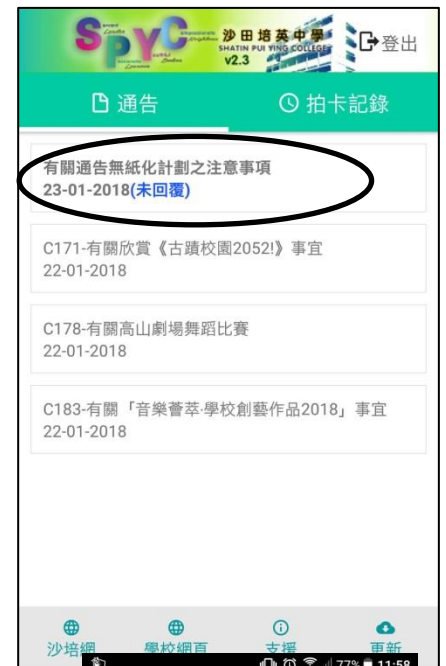 SPYC
沙田培英中學
SHATIN PUI YING COLLEGE
v2.3
登出
通告
拍卡記錄
有關通告無紙化計劃之注意事項
23-01-2018(未回覆)
C171-有關欣賞《古蹟校園2052!》事宜
22-01-2018
C178-有關高山劇場舞蹈比賽
22-01-2018
C183-有關「音樂薈萃‧學校創藝作品2018」事宜
22-01-2018
沙培網
學校網頁
支援
更新
77% 11:58